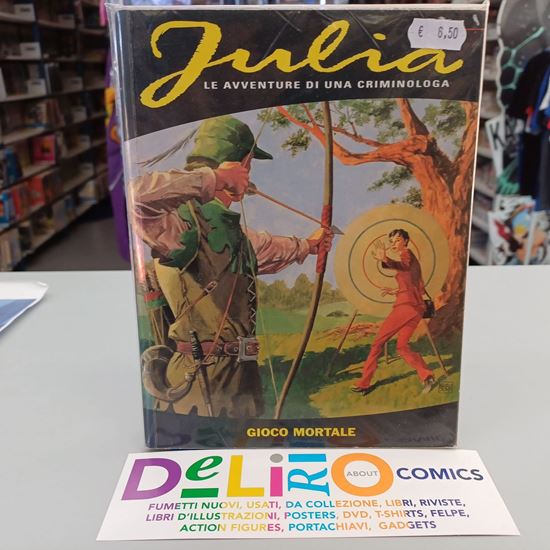 € 6,50
Julia
LE AVVENTURE DI UNA CRIMINOLOGA
GIOCO MORTALE
DeLiRiO ABOUT COMICS
FUMETTI NUOVI, USATI, DA COLLEZIONE, LIBRI, RIVISTE,
LIBRI D'ILLUSTRAZIONI, POSTERS, DVD, T-SHIRTS, FELPE,
ACTION FIGURES, PORTACHIAVI, GADGETS